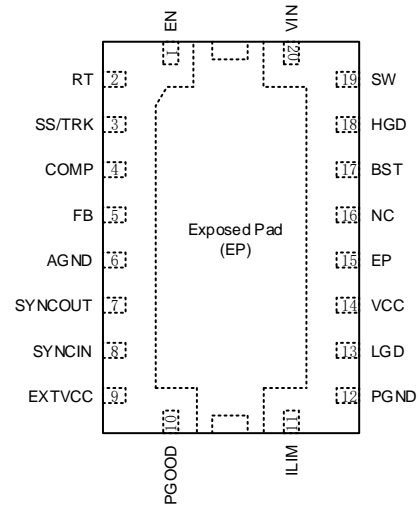 EN
VIN
1
20
RT
2
19
SW
SS/TRK
3
18
HGD
COMP
4
17
BST
FB
5
16
NC
Exposed Pad
(EP)
AGND
6
15
EP
SYNCOUT
7
14
VCC
SYNCIN
8
13
LGD
EXTVCC
9
12
PGND
10
11
PGOOD
ILIM